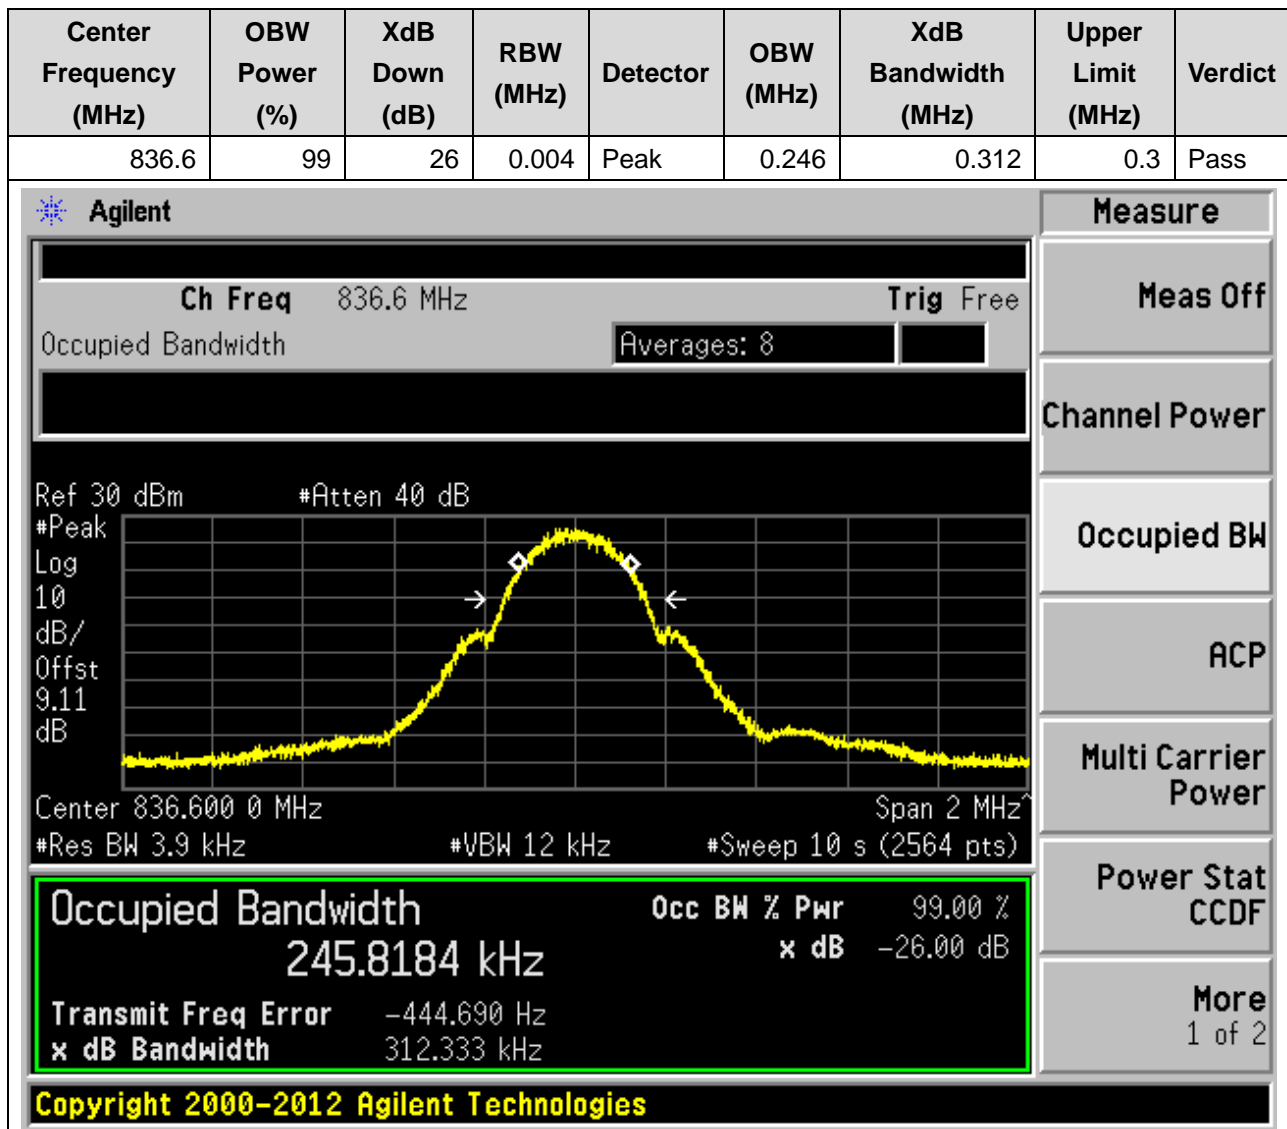 Center Frequency (MHz) OBW Power (%) XdB Down (dB) RBW (MHz) Detector OBW (MHz) XdB Bandwidth (MHz) Upper Limit (MHz) Verdict
836.6 99 26 0.004 Peak 0.246 0.312 0.3 Pass
Agilent
Ch Freq 836.6 MHz Trig Free
Occupied Bandwidth Averages: 8
Ref 30 dBm #Atten 40 dB
#Peak
Log
10
dB/
Offst
9.11
dB
Center 836.600 0 MHz Span 2 MHz^
#Res BW 3.9 kHz #VBW 12 kHz #Sweep 10 s (2564 pts)
Occupied Bandwidth Occ BW % Pwr 99.00 %
245.8184 kHz x dB -26.00 dB
Transmit Freq Error -444.690 Hz
x dB Bandwidth 312.333 kHz
Copyright 2000-2012 Agilent Technologies
Measure
Meas Off
Channel Power
Occupied BW
ACP
Multi Carrier
Power
Power Stat
CCDF
More
1 of 2